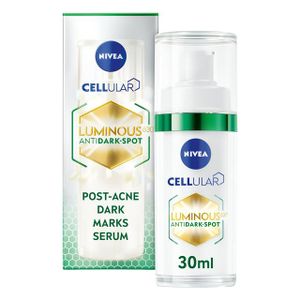 NIVEA
CELLULAR
LUMINOUS630
ANTIDARK-SPOT
POST-ACNE
DARK
MARKS
SERUM
NIVEA
CELLULAR
LUMINOUS630
ANTIDARK-SPOT
30ml